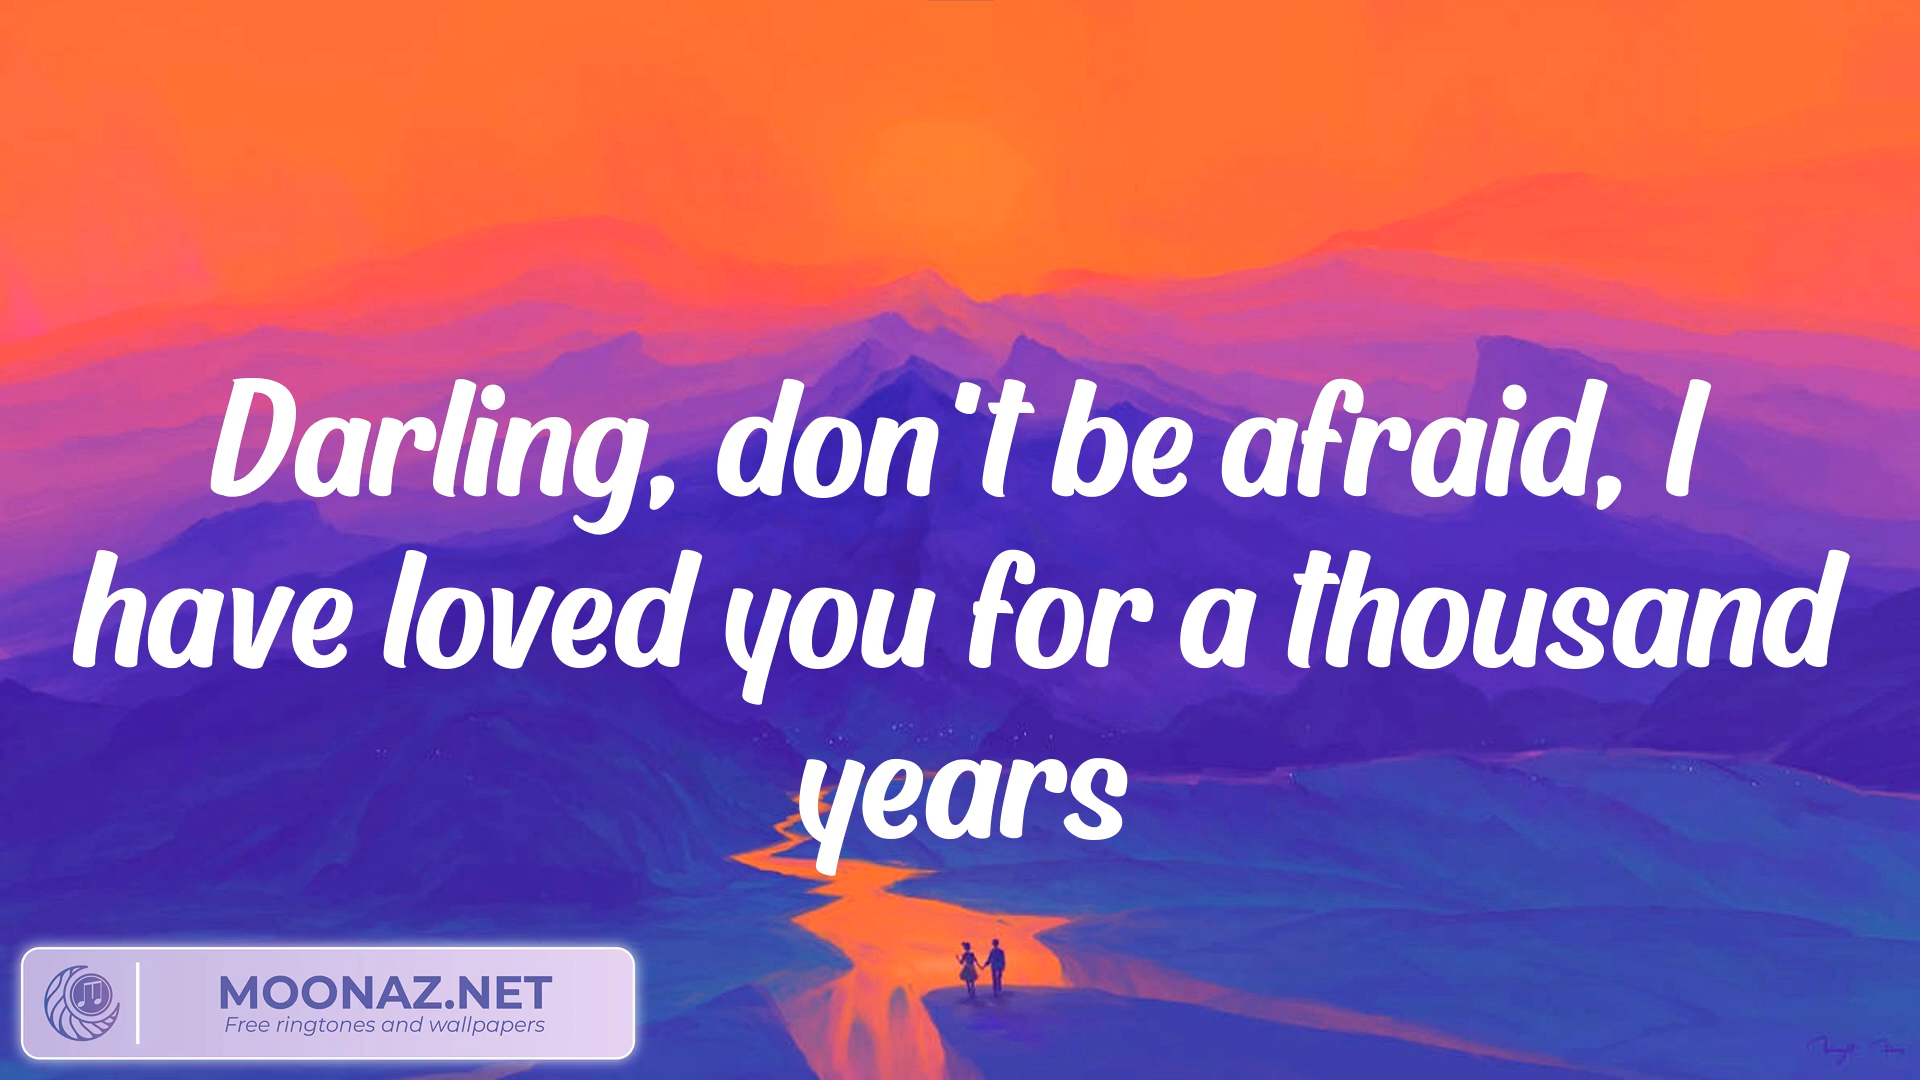 Darling, don't be afraid, I
have loved you for a thousand
years
MOONAZ.NET
Free ringtones and wallpapers